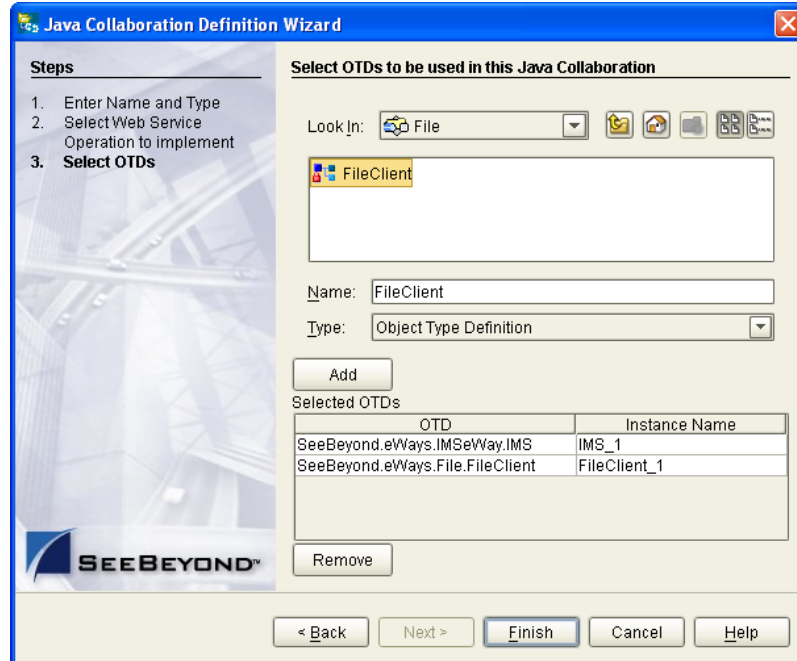 Java Collaboration Definition Wizard
Steps
1. Enter Name and Type
2. Select Web Service
Operation to implement
3. Select OTDs
Select OTDs to be used in this Java Collaboration
Look In: File
FileClient
Name: FileClient
Type: Object Type Definition
Add
Selected OTDs
OTD Instance Name
SeeBeyond.eWays.IMSeWay.IMS IMS_1
SeeBeyond.eWays.File.FileClient FileClient_1
Remove
SEEBEYOND™
< Back Next > Finish Cancel Help